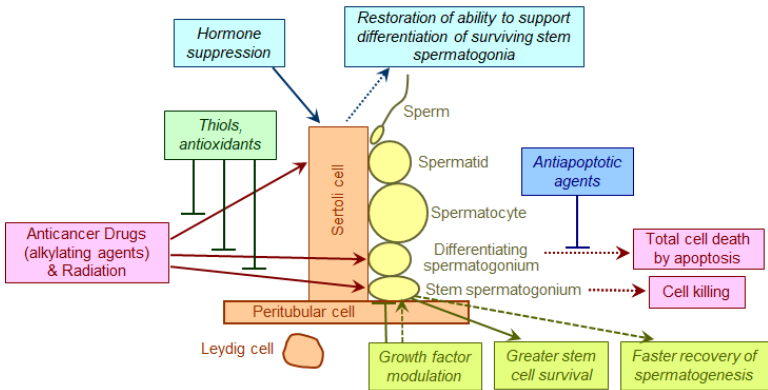 Hormone
suppression
Restoration of ability to support
differentiation of surviving stem
spermatogonia
Thiols,
antioxidants
Sperm
Spermatid
Antiapoptotic
agents
Sertoli cell
Spermatocyte
Anticancer Drugs
(alkylating agents)
& Radiation
Differentiating
spermatogonium
Total cell death
by apoptosis
Stem spermatogonium
Cell killing
Peritubular cell
Leydig cell
Growth factor
modulation
Greater stem
cell survival
Faster recovery of
spermatogenesis